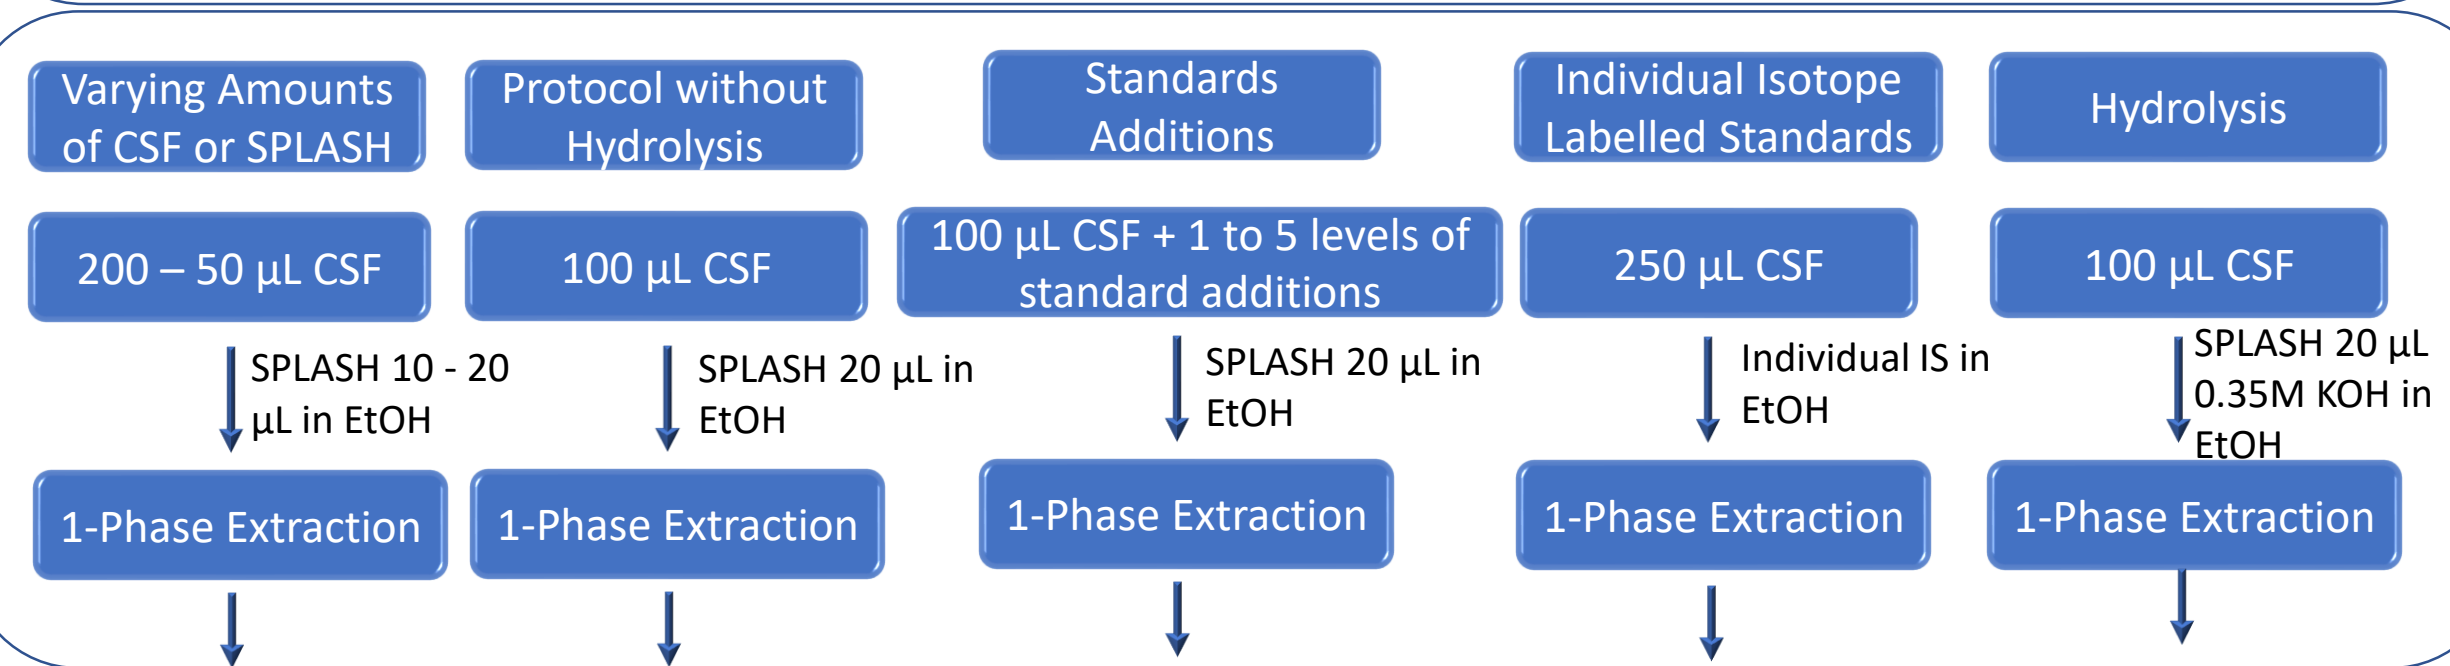 Varying Amounts
of CSF or SPLASH
Protocol without
Hydrolysis
Standards
Additions
Individual Isotope
Labelled Standards
Hydrolysis
200 – 50 µL CSF
100 µL CSF
100 µL CSF + 1 to 5 levels of
standard additions
250 µL CSF
100 µL CSF
SPLASH 10 - 20
µL in EtOH
SPLASH 20 µL in
EtOH
SPLASH 20 µL in
EtOH
Individual IS in
EtOH
SPLASH 20 µL
0.35M KOH in
EtOH
1-Phase Extraction
1-Phase Extraction
1-Phase Extraction
1-Phase Extraction
1-Phase Extraction